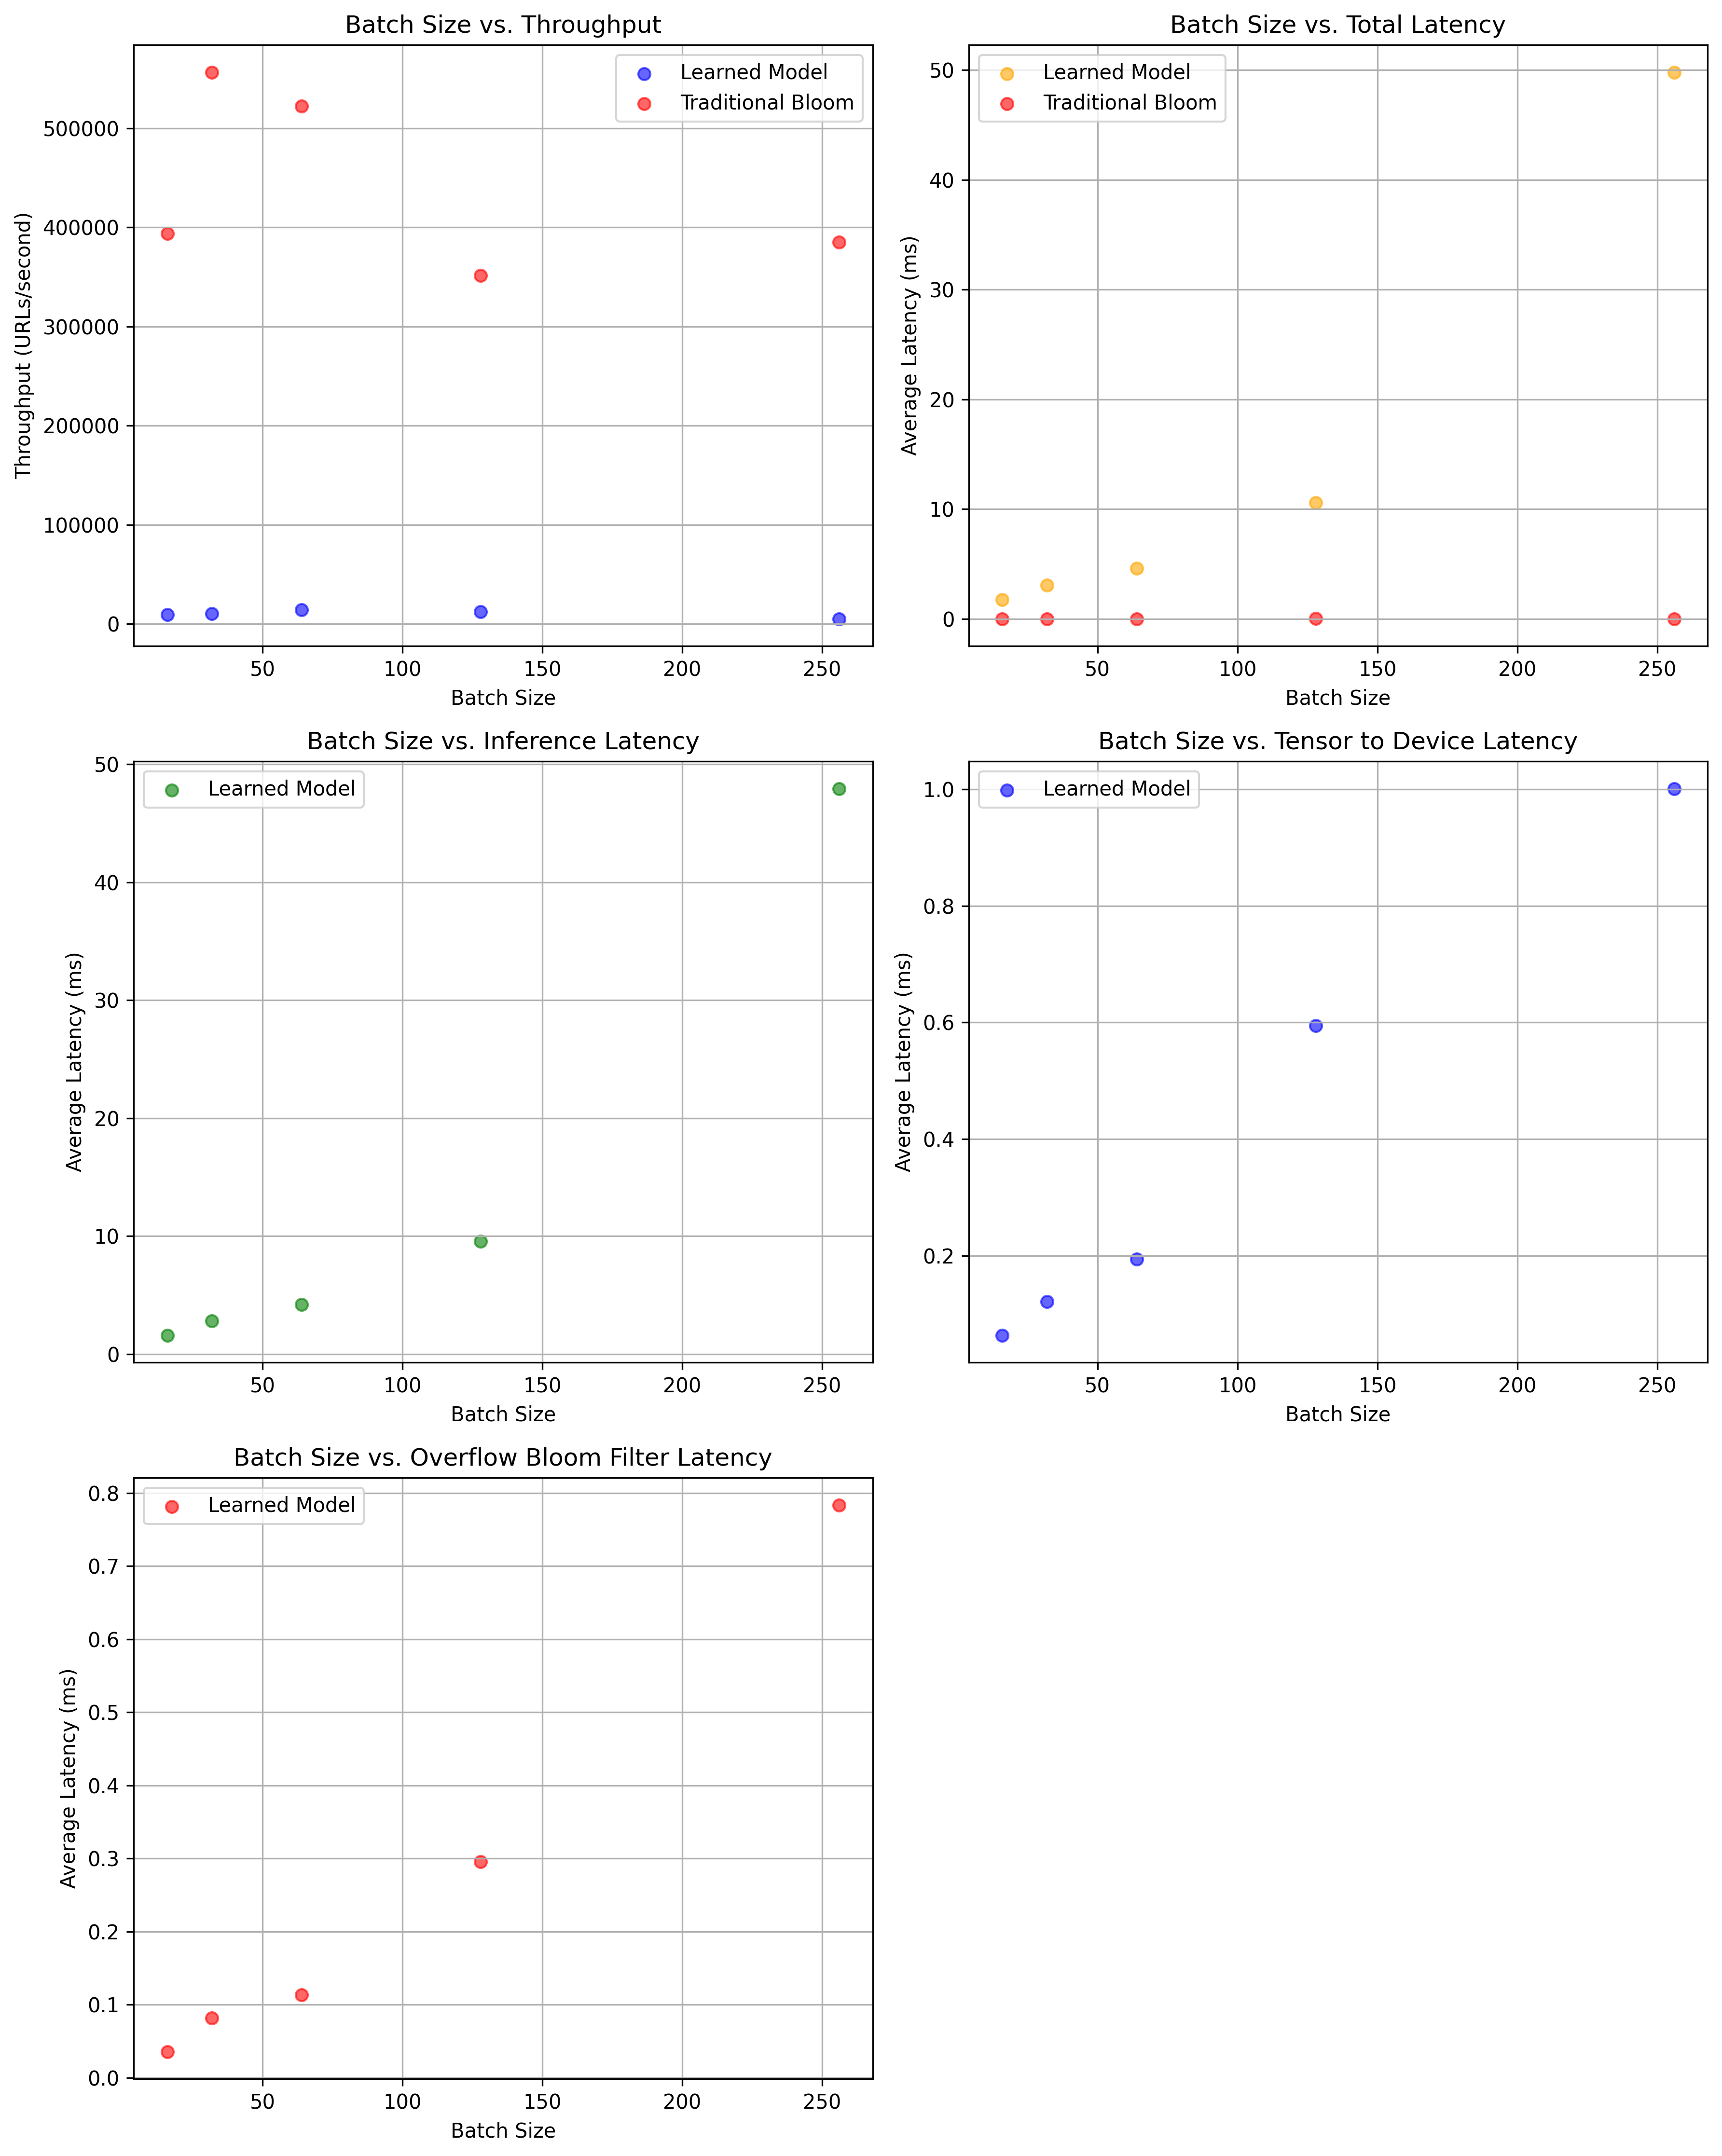 Batch Size vs. Throughput
Throughput (URLs/second)
500000
400000
300000
200000
100000
0
Learned Model
Traditional Bloom
50 100 150 200 250
Batch Size
Batch Size vs. Total Latency
Average Latency (ms)
50
40
30
20
10
0
Learned Model
Traditional Bloom
50 100 150 200 250
Batch Size
Batch Size vs. Inference Latency
Average Latency (ms)
50
40
30
20
10
0
Learned Model
50 100 150 200 250
Batch Size
Batch Size vs. Tensor to Device Latency
Average Latency (ms)
1.0
0.8
0.6
0.4
0.2
Learned Model
50 100 150 200 250
Batch Size
Batch Size vs. Overflow Bloom Filter Latency
Average Latency (ms)
0.8
0.7
0.6
0.5
0.4
0.3
0.2
0.1
0.0
Learned Model
50 100 150 200 250
Batch Size